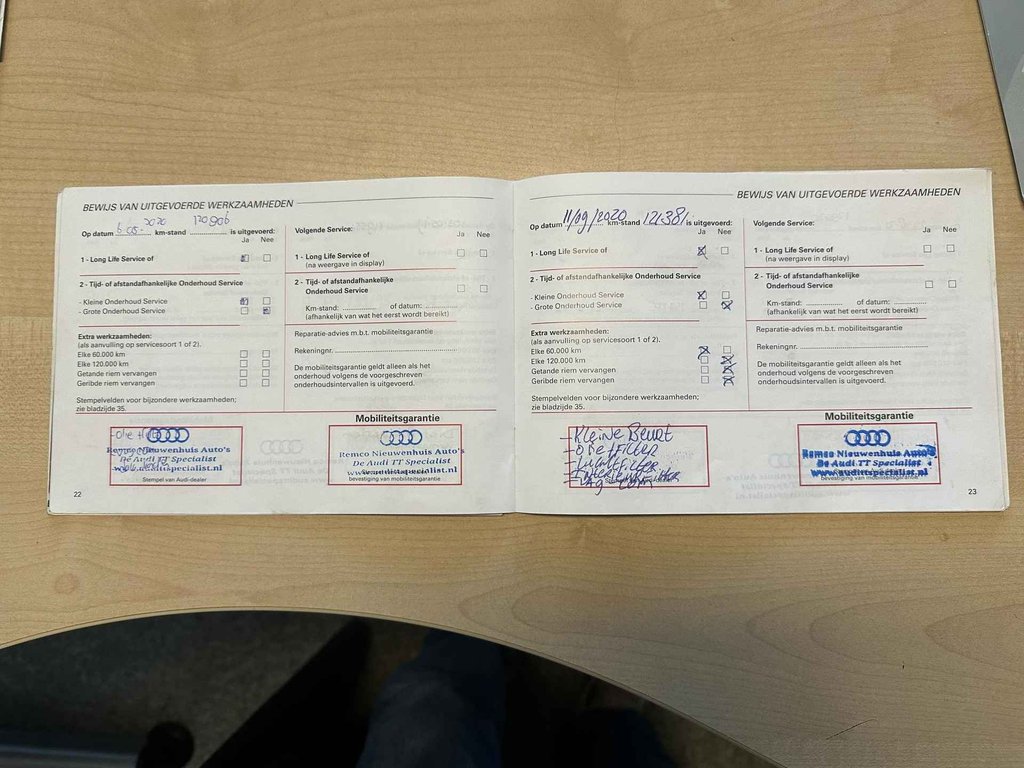 BEWIJS VAN UITGEVOERDE WERKZAAMHEDEN
Op datum 6-05-2020 km-stand 120906 is uitgevoerd:
Ja Nee
1 - Long Life Service of
2 - Tijd- of afstandafhankelijke Onderhoud Service
- Kleine Onderhoud Service
- Grote Onderhoud Service
Extra werkzaamheden:
(als aanvulling op servicesoort 1 of 2).
Elke 60.000 km
Elke 120.000 km
Getande riem vervangen
Geribde riem vervangen
Stempelvelden voor bijzondere werkzaamheden;
zie bladzijde 35.
Olie
Remco Nieuwenhuis Auto's
De Audi TT Specialist
www.audittspecialist.nl
Stempel van Audi-dealer
22
Volgende Service:
Ja Nee
1 - Long Life Service of
(na weergave in display)
2 - Tijd- of afstandafhankelijke
Onderhoud Service
Km-stand: of datum:
(afhankelijk van wat het eerst wordt bereikt)
Reparatie-advies m.b.t. mobiliteitsgarantie
Rekeningnr.
De mobiliteitsgarantie geldt alleen als het
onderhoud volgens de voorgeschreven
onderhoudsintervallen is uitgevoerd.
Mobiliteitsgarantie
Remco Nieuwenhuis Auto's
De Audi TT Specialist
www.audittspecialist.nl
bevestiging van mobiliteitsgarantie
BEWIJS VAN UITGEVOERDE WERKZAAMHEDEN
Op datum 11/09/2020 km-stand is uitgevoerd:
Ja Nee
1 - Long Life Service of
2 - Tijd- of afstandafhankelijke Onderhoud Service
- Kleine Onderhoud Service
- Grote Onderhoud Service
Extra werkzaamheden:
(als aanvulling op servicesoort 1 of 2).
Elke 60.000 km
Elke 120.000 km
Getande riem vervangen
Geribde riem vervangen
Stempelvelden voor bijzondere werkzaamheden;
zie bladzijde 35.
- Kleine Beurt
- oliefilter
- luchtfilter
Volgende Service:
Ja Nee
1 - Long Life Service of
(na weergave in display)
2 - Tijd- of afstandafhankelijke
Onderhoud Service
Km-stand: of datum:
(afhankelijk van wat het eerst wordt bereikt)
Reparatie-advies m.b.t. mobiliteitsgarantie
Rekeningnr.
De mobiliteitsgarantie geldt alleen als het
onderhoud volgens de voorgeschreven
onderhoudsintervallen is uitgevoerd.
Mobiliteitsgarantie
Remco Nieuwenhuis Auto's
De Audi TT Specialist
www.audittspecialist.nl
bevestiging van mobiliteitsgarantie
23